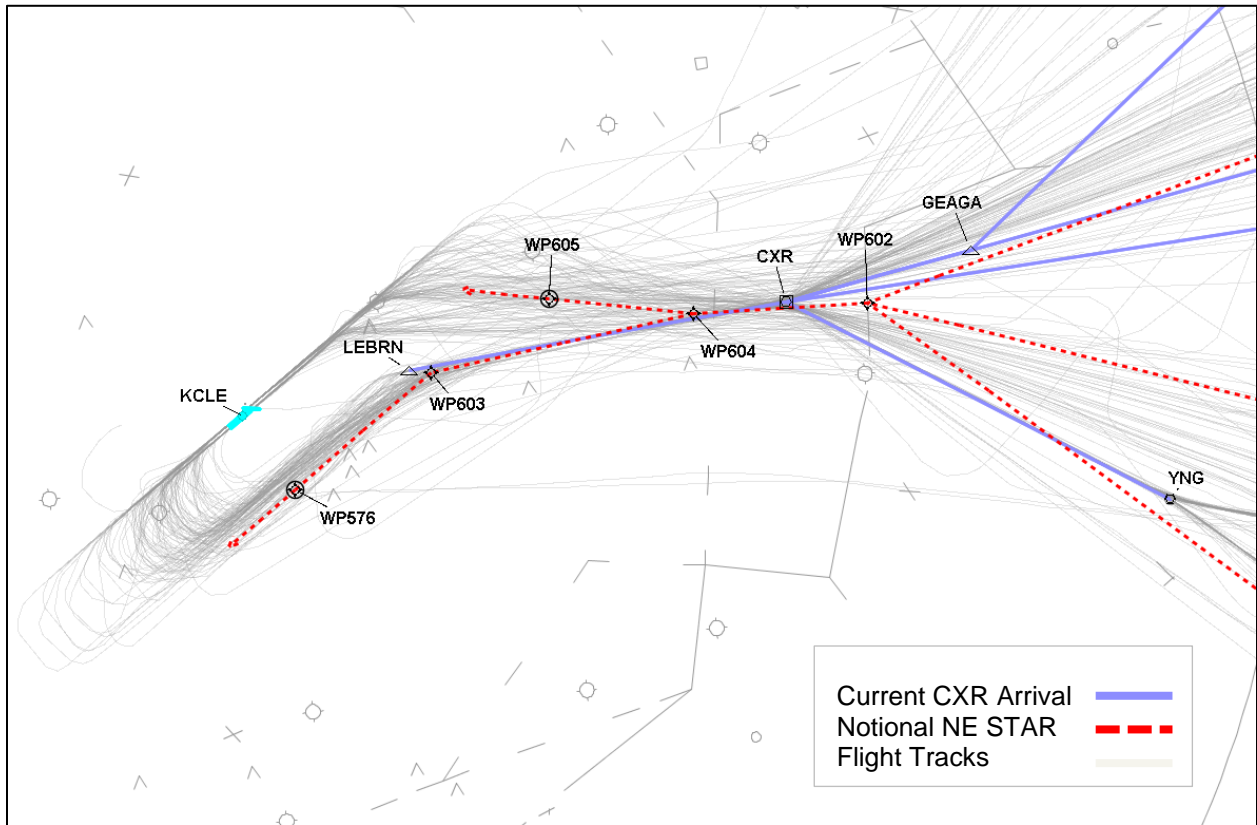 GEAGA
WP605
WP602
CXR
LEBRN
WP604
KCLE
WP603
YNG
WP576
Current CXR Arrival
Notional NE STAR
Flight Tracks